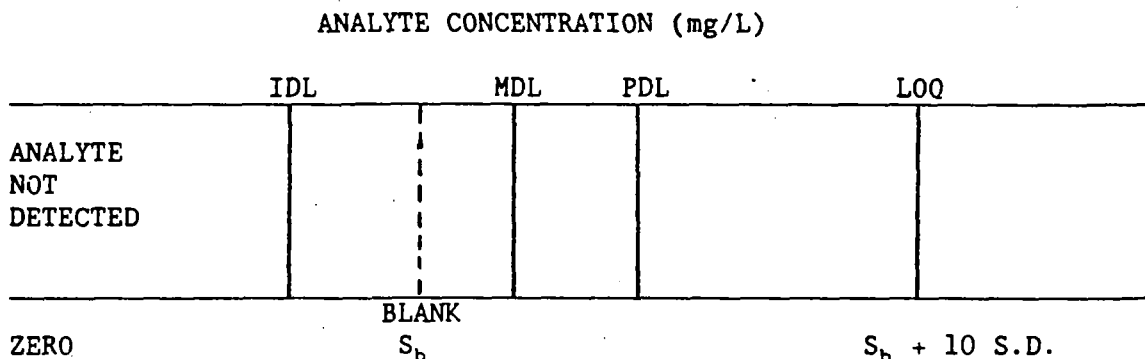 ANALYTE CONCENTRATION (mg/L)
IDL MDL PDL LOQ
ANALYTE
NOT
DETECTED
BLANK
ZERO S_b S_b + 10 S.D.